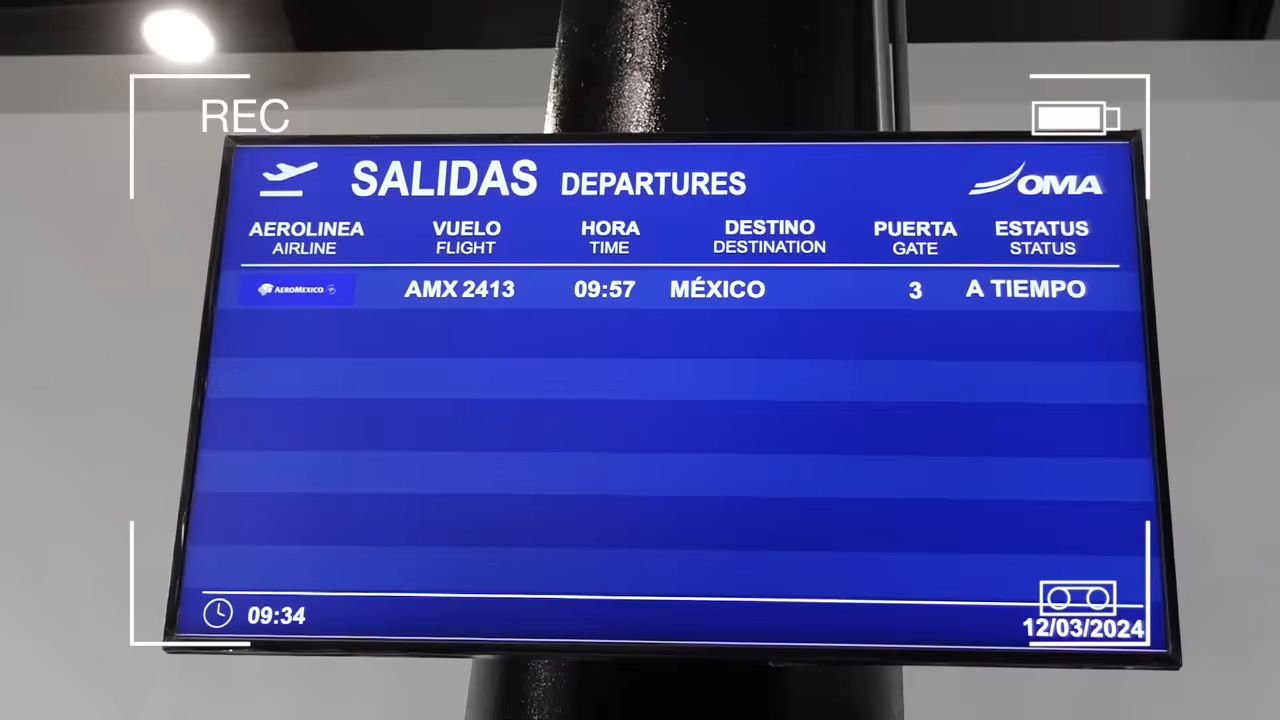 REC
SALIDAS DEPARTURES
OMA
AEROLINEA VUELO HORA DESTINO PUERTA ESTATUS
AIRLINE FLIGHT TIME DESTINATION GATE STATUS
AEROMEXICO AMX 2413 09:57 MÉXICO 3 A TIEMPO
09:34
12/03/2024